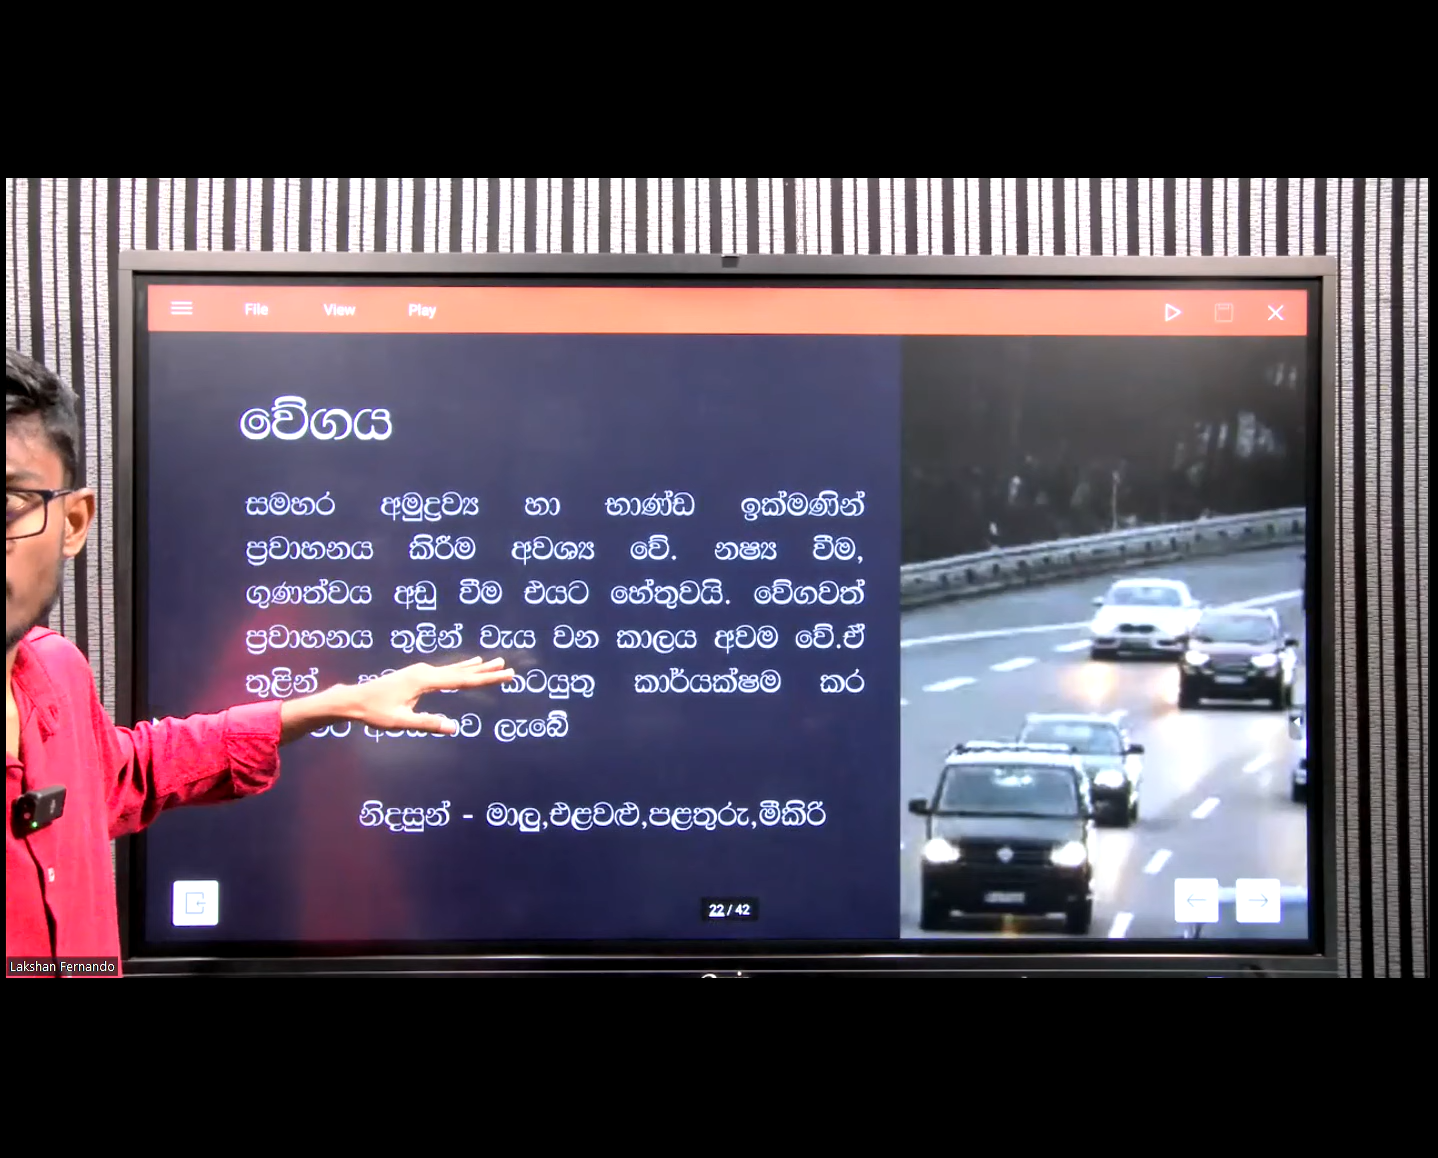 File View Play
වේගය
සමහර අමුද්‍රව්‍ය හා භාණ්ඩ ඉක්මණින්
ප්‍රවාහනය කිරීම අවශ්‍ය වේ. නෂ්‍ය වීම,
ගුණත්වය අඩු වීම එයට හේතුවයි. වේගවත්
ප්‍රවාහනය තුළින් වැය වන කාලය අවම වේ.ඒ
තුළින් කටයුතු කාර්යක්ෂම කර
ලැබේ
නිදසුන් - මාලු,එළවළු,පළතුරු,මීකිරි
22 / 42
Lakshan Fernando